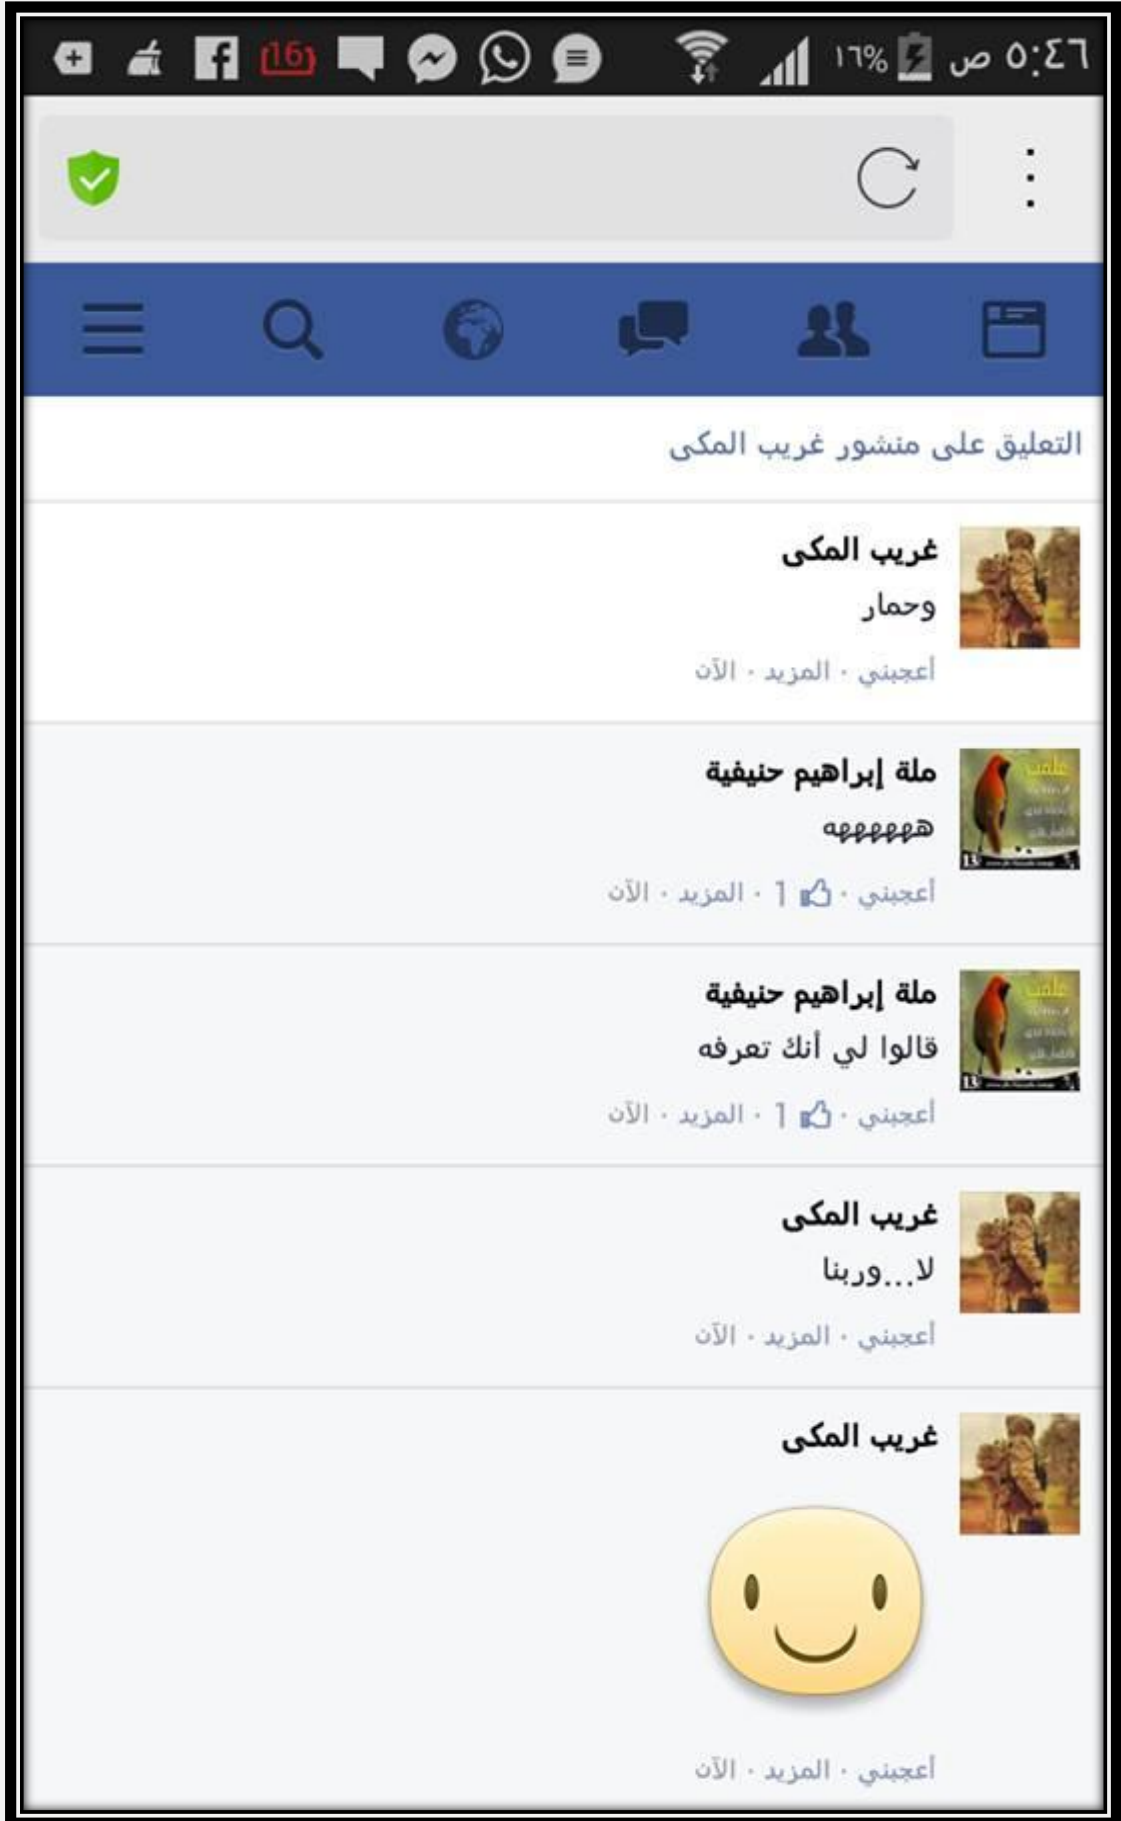 ٥:٤٦ ص ١٦%
16
التعليق على منشور غريب المكى
غريب المكى
وحمار
أعجبني · المزيد · الآن
ملة إبراهيم حنيفية
ههههههه
أعجبني · 1 · المزيد · الآن
ملة إبراهيم حنيفية
قالوا لي أنك تعرفه
أعجبني · 1 · المزيد · الآن
غريب المكى
لا...وربنا
أعجبني · المزيد · الآن
غريب المكى
أعجبني · المزيد · الآن